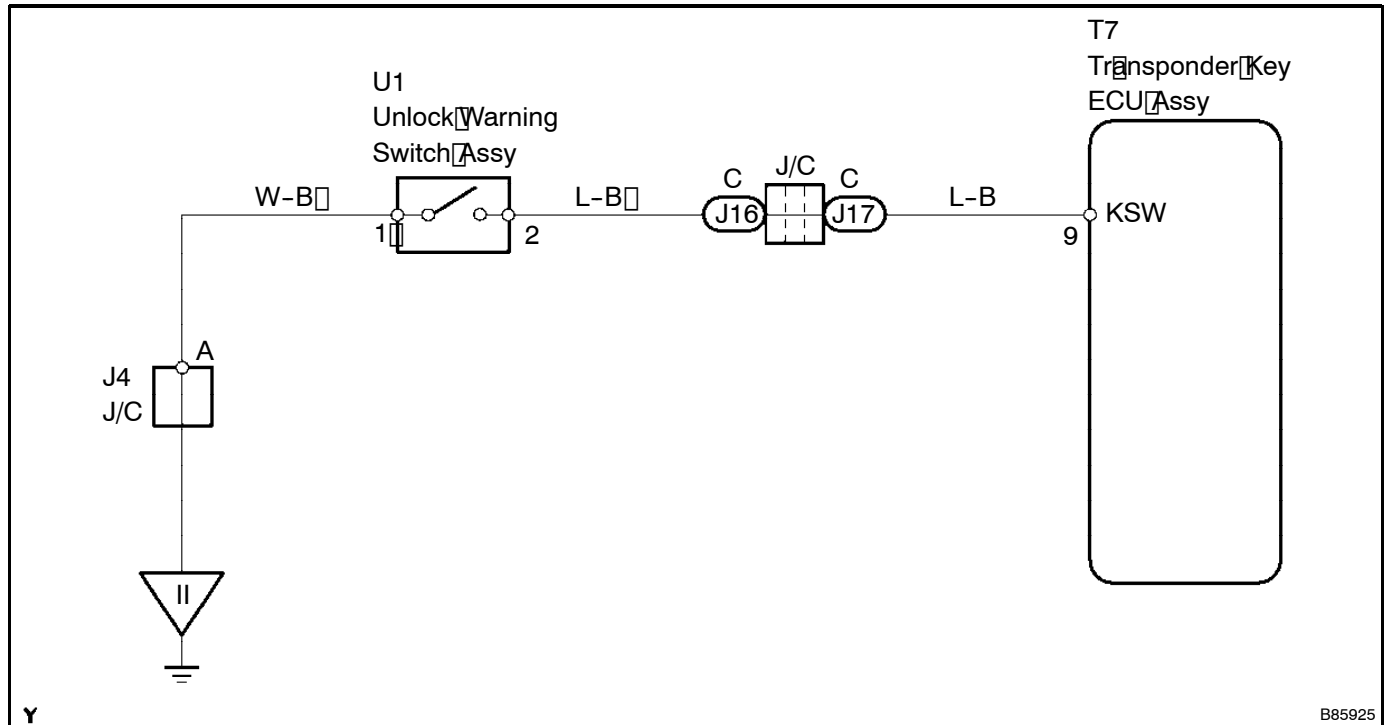 T7
Transponder Key
ECU Assy
U1
Unlock Warning
Switch Assy
W-B
1
2
L-B
C
J16
J/C
C
J17
L-B
9
KSW
A
J4
J/C
II
Y
B85925